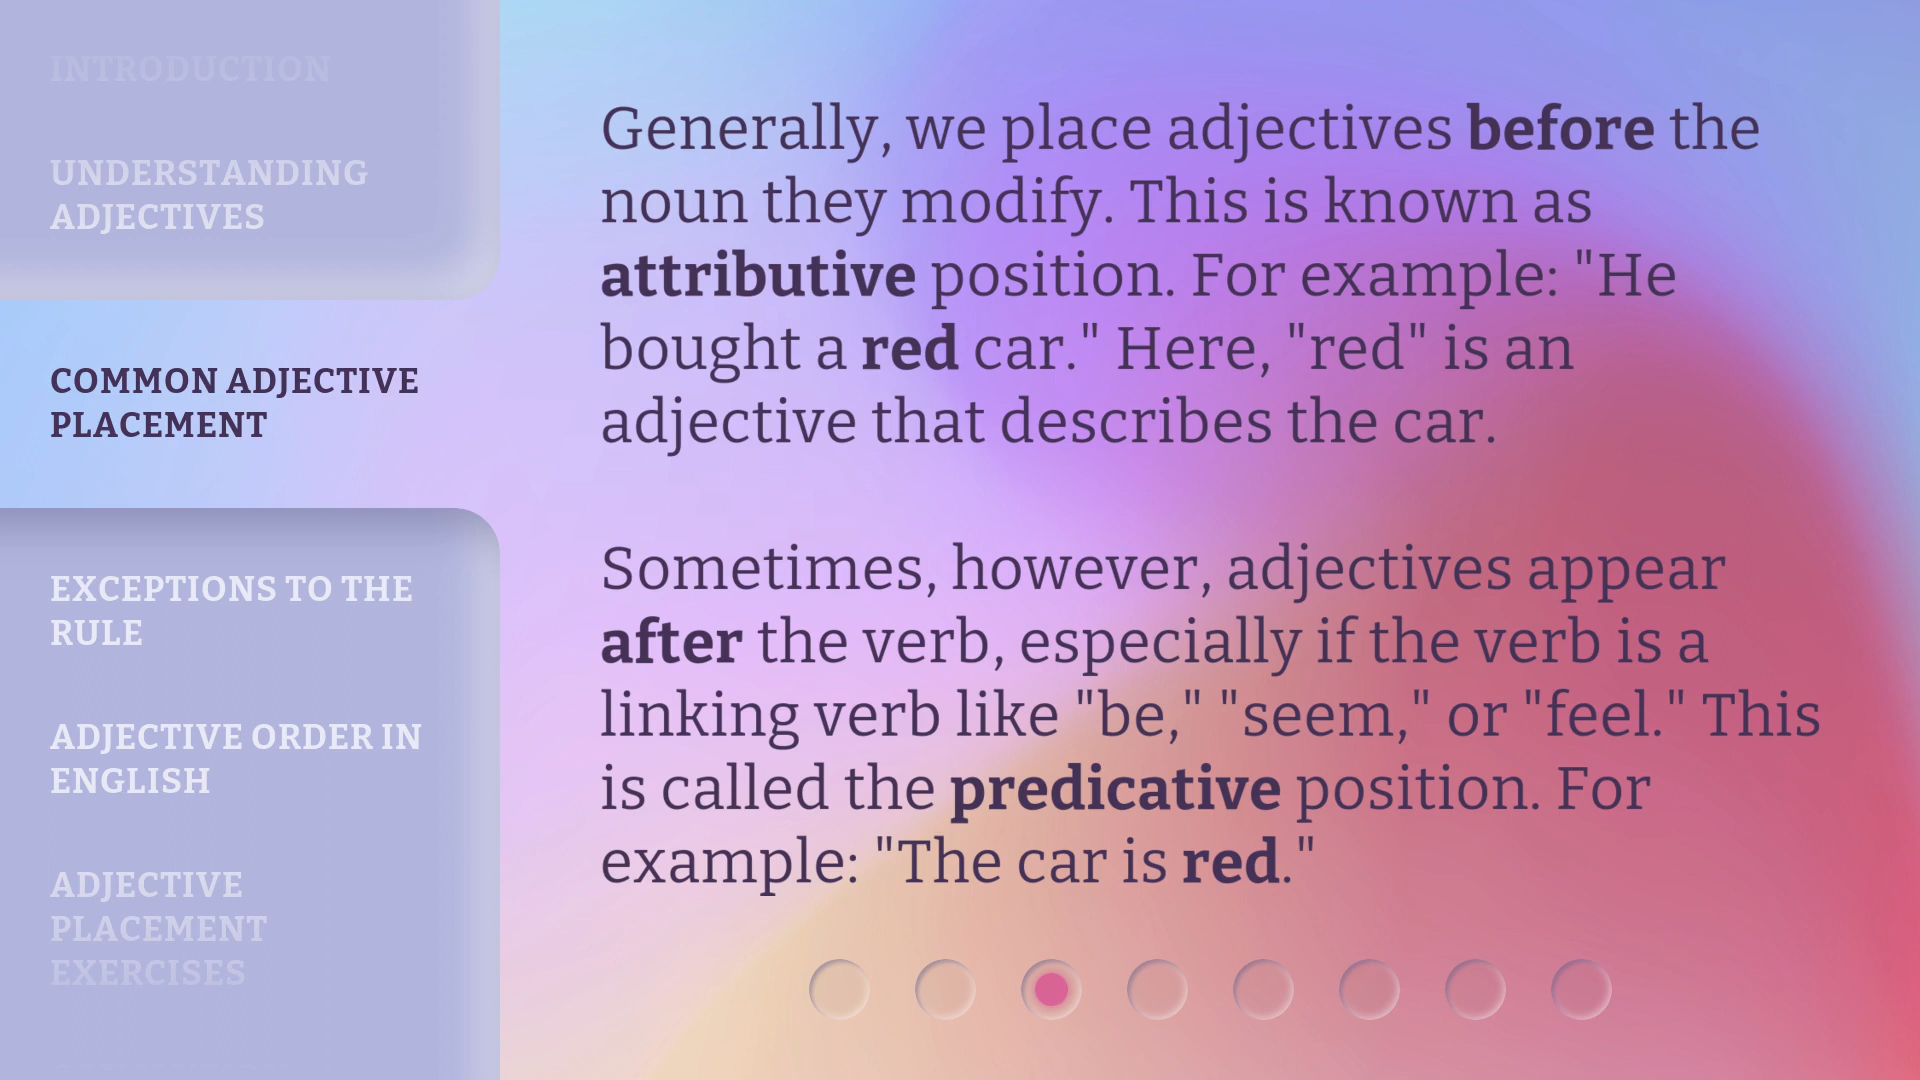 INTRODUCTION
UNDERSTANDING
ADJECTIVES
COMMON ADJECTIVE
PLACEMENT
EXCEPTIONS TO THE
RULE
ADJECTIVE ORDER IN
ENGLISH
ADJECTIVE
PLACEMENT
EXERCISES
Generally, we place adjectives before the
noun they modify. This is known as
attributive position. For example: "He
bought a red car." Here, "red" is an
adjective that describes the car.
Sometimes, however, adjectives appear
after the verb, especially if the verb is a
linking verb like "be," "seem," or "feel." This
is called the predicative position. For
example: "The car is red."